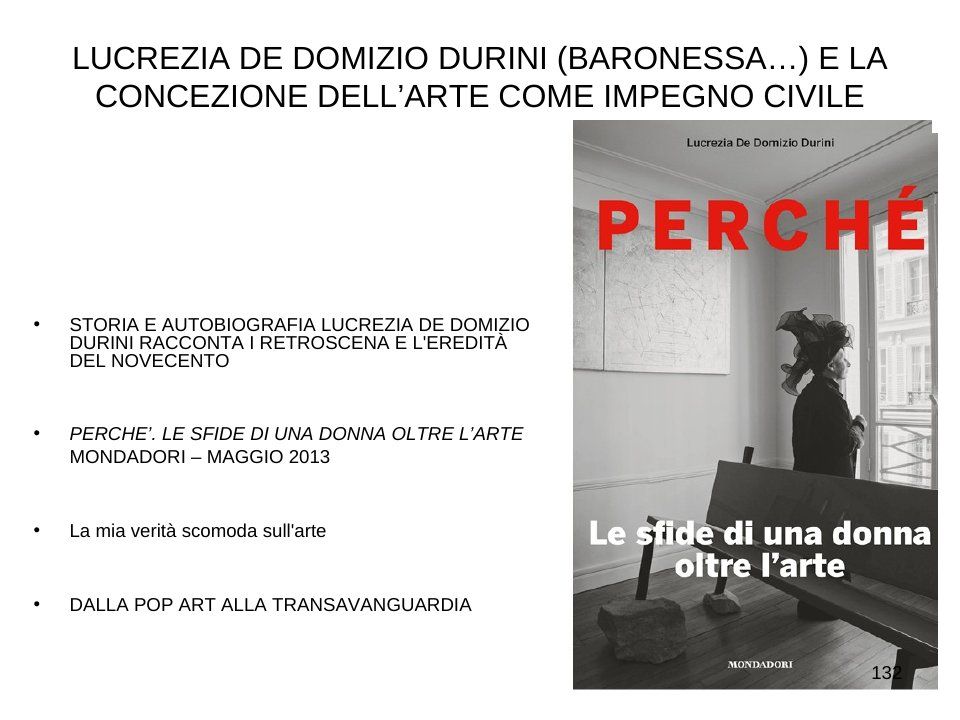 LUCREZIA DE DOMIZIO DURINI (BARONESSA…) E LA
CONCEZIONE DELL’ARTE COME IMPEGNO CIVILE
• STORIA E AUTOBIOGRAFIA LUCREZIA DE DOMIZIO
DURINI RACCONTA I RETROSCENA E L'EREDITÀ
DEL NOVECENTO
• PERCHE’. LE SFIDE DI UNA DONNA OLTRE L’ARTE
MONDADORI – MAGGIO 2013
• La mia verità scomoda sull'arte
• DALLA POP ART ALLA TRANSAVANGUARDIA
Lucrezia De Domizio Durini
PERCHÉ
Le sfide di una donna
oltre l’arte
MONDADORI
132